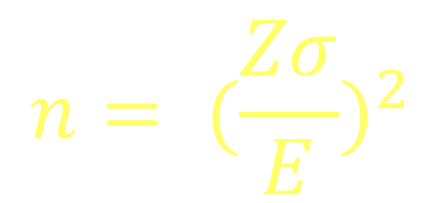 n = (Zσ/E)²